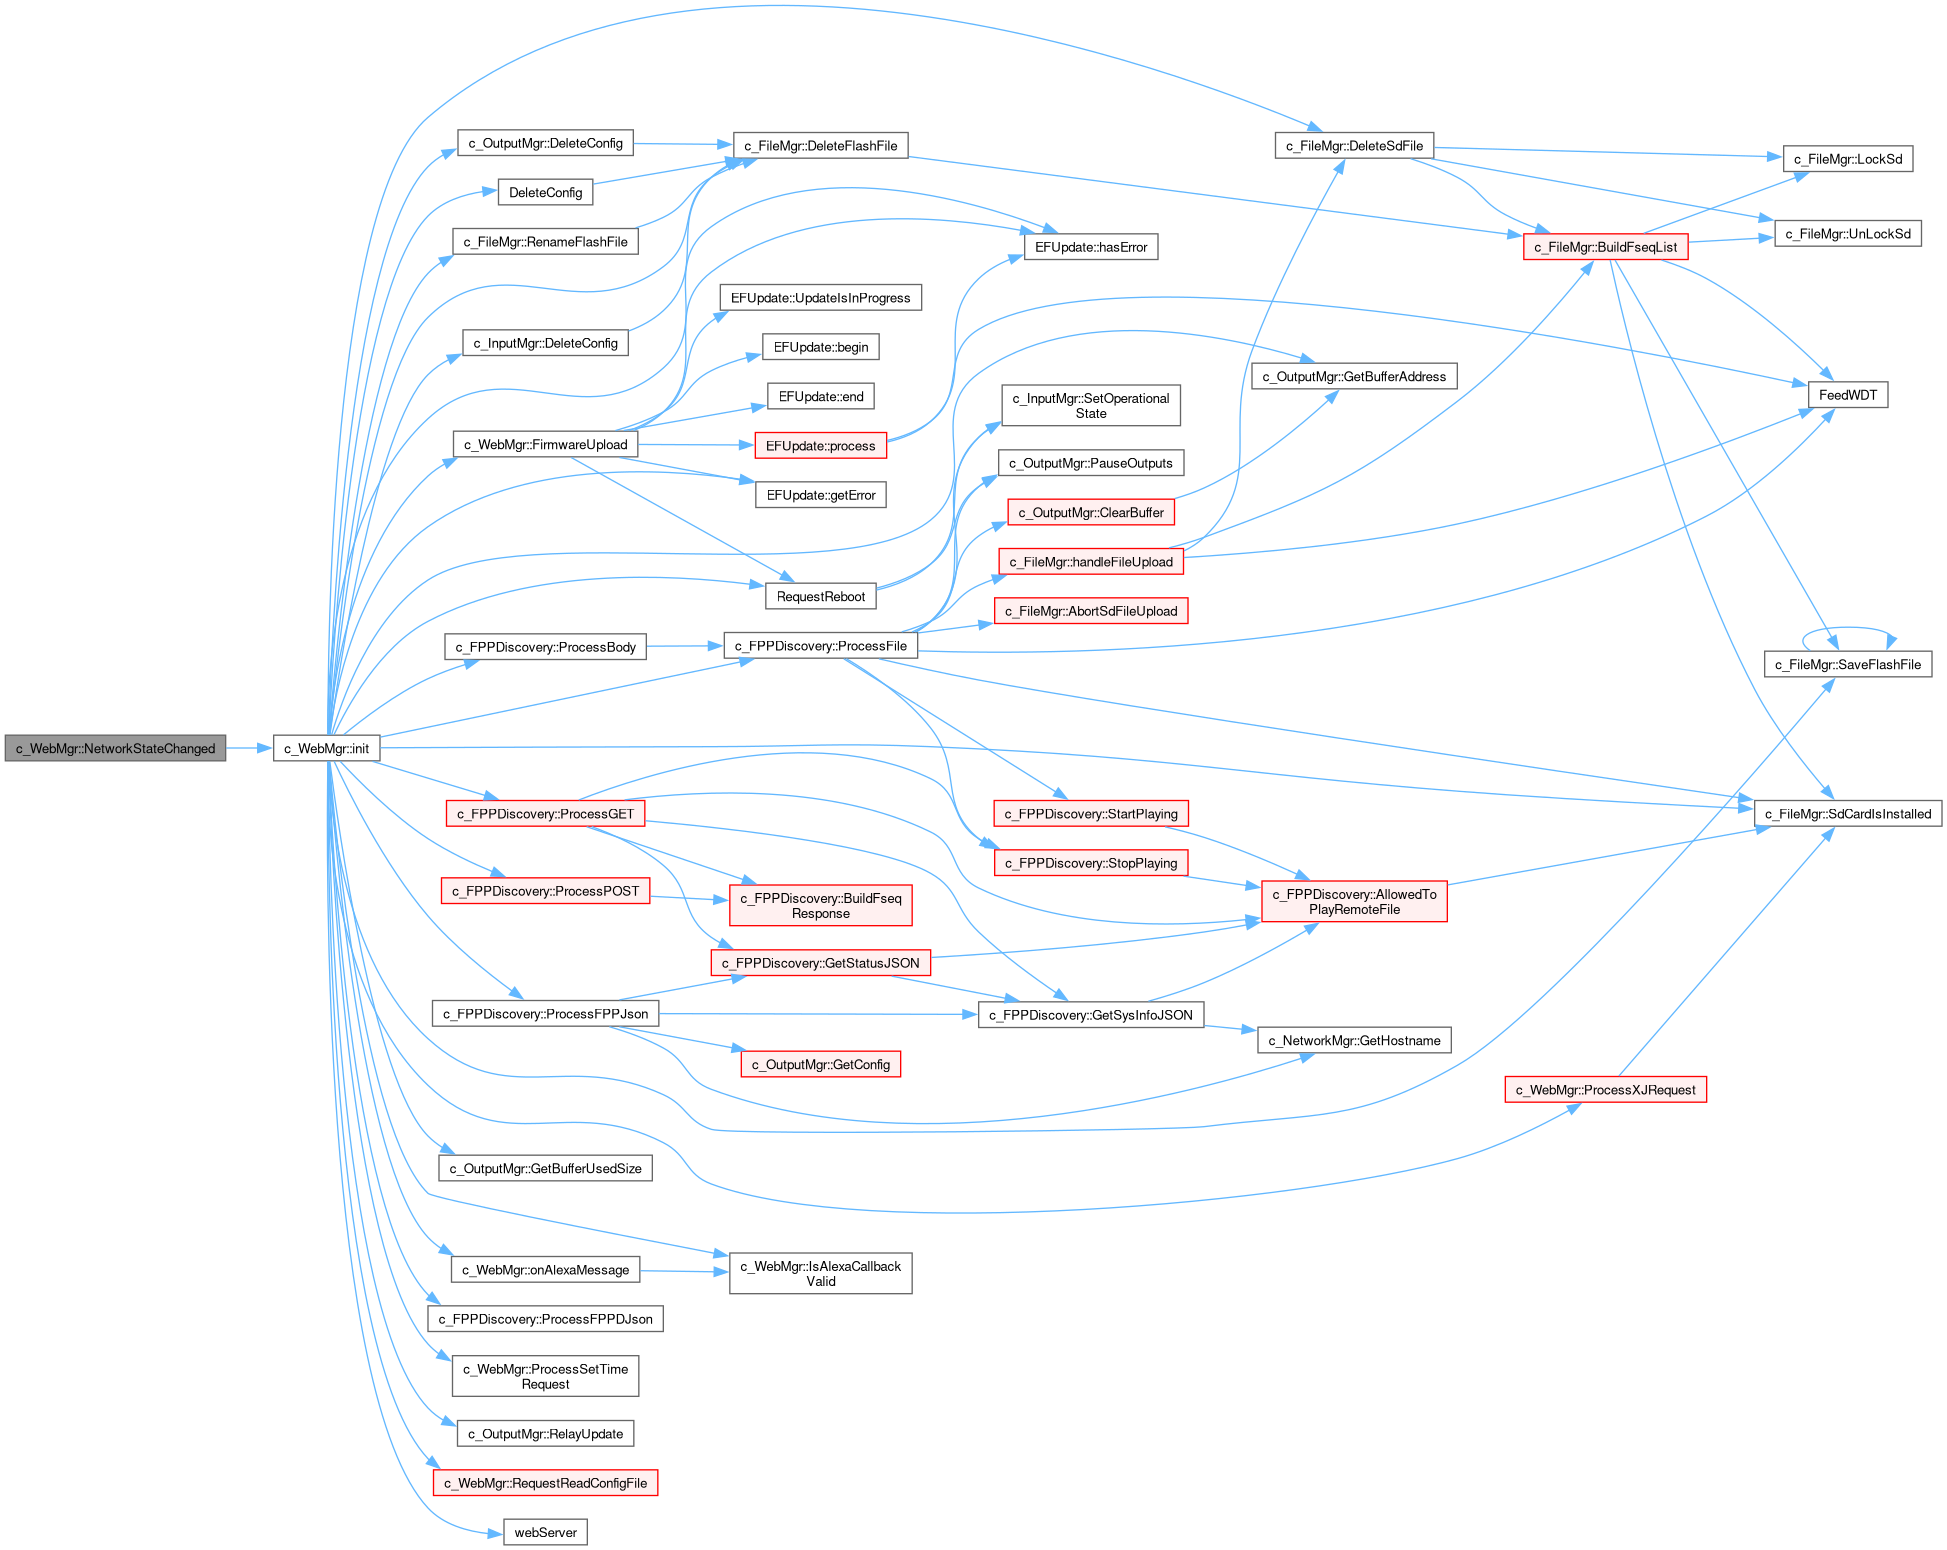 c_WebMgr::NetworkStateChanged
c_WebMgr::init
c_OutputMgr::DeleteConfig
DeleteConfig
c_FileMgr::RenameFlashFile
c_InputMgr::DeleteConfig
c_WebMgr::FirmwareUpload
c_FPPDiscovery::ProcessBody
c_FPPDiscovery::ProcessGET
c_FPPDiscovery::ProcessPOST
c_FPPDiscovery::ProcessFPPJson
c_OutputMgr::GetBufferUsedSize
c_WebMgr::onAlexaMessage
c_FPPDiscovery::ProcessFPPDJson
c_WebMgr::ProcessSetTime
Request
c_OutputMgr::RelayUpdate
c_WebMgr::RequestReadConfigFile
webServer
c_FileMgr::DeleteFlashFile
EFUpdate::UpdateIsInProgress
EFUpdate::begin
EFUpdate::end
EFUpdate::process
EFUpdate::getError
RequestReboot
c_FPPDiscovery::ProcessFile
c_FPPDiscovery::BuildFseq
Response
c_FPPDiscovery::GetStatusJSON
c_OutputMgr::GetConfig
c_WebMgr::IsAlexaCallback
Valid
EFUpdate::hasError
c_InputMgr::SetOperational
State
c_OutputMgr::PauseOutputs
c_OutputMgr::ClearBuffer
c_FileMgr::handleFileUpload
c_FileMgr::AbortSdFileUpload
c_FPPDiscovery::StartPlaying
c_FPPDiscovery::StopPlaying
c_FPPDiscovery::GetSysInfoJSON
c_FileMgr::DeleteSdFile
c_OutputMgr::GetBufferAddress
c_FPPDiscovery::AllowedTo
PlayRemoteFile
c_NetworkMgr::GetHostname
c_FileMgr::BuildFseqList
c_WebMgr::ProcessXJRequest
c_FileMgr::LockSd
c_FileMgr::UnLockSd
FeedWDT
c_FileMgr::SaveFlashFile
c_FileMgr::SdCardIsInstalled